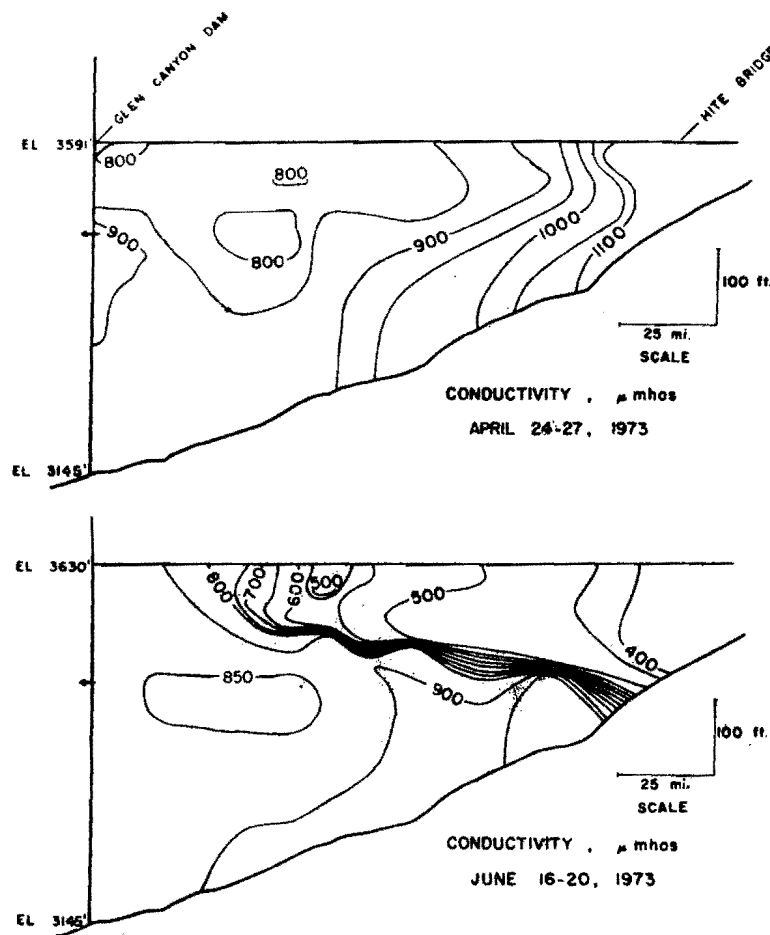 GLEN CANYON DAM
HITE BRIDGE
EL 3591'
800
800
900
800
900
1000
1100
100 ft.
25 mi.
SCALE
CONDUCTIVITY , µ mhos
APRIL 24-27, 1973
EL 3145'
EL 3630'
800
700
600
500
500
400
850
900
100 ft.
25 mi.
SCALE
CONDUCTIVITY , µ mhos
JUNE 16-20, 1973
EL 3145'